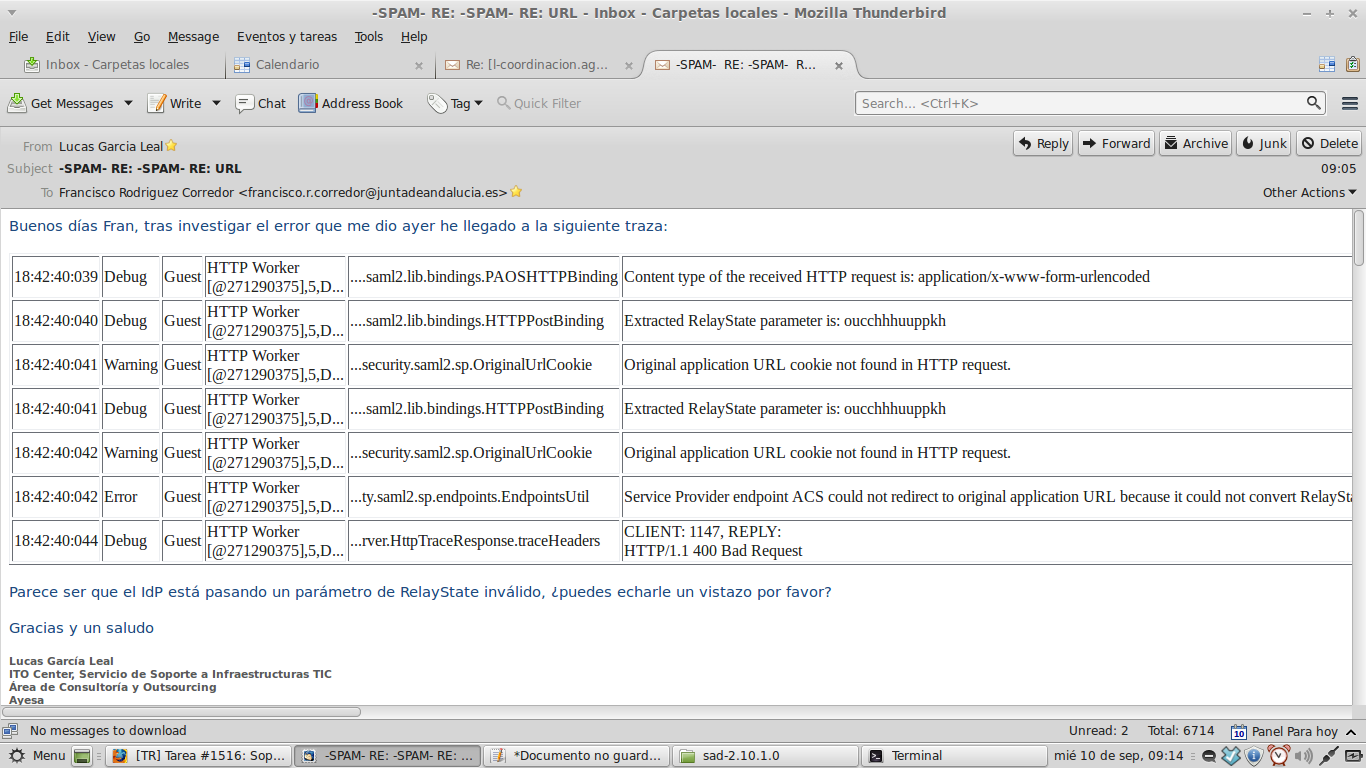 -SPAM- RE: -SPAM- RE: URL - Inbox - Carpetas locales - Mozilla Thunderbird
File Edit View Go Message Eventos y tareas Tools Help
Inbox - Carpetas locales
Calendario
Re: [l-coordinacion.ag...
-SPAM- RE: -SPAM- R...
Get Messages Write Chat Address Book Tag Quick Filter
Search... <Ctrl+K>
From Lucas Garcia Leal
Reply Forward Archive Junk Delete
Subject -SPAM- RE: -SPAM- RE: URL
09:05
To Francisco Rodriguez Corredor <francisco.r.corredor@juntadeandalucia.es>
Other Actions
Buenos días Fran, tras investigar el error que me dio ayer he llegado a la siguiente traza:
18:42:40:039 Debug Guest HTTP Worker [@271290375],5,D... ....saml2.lib.bindings.PAOSHTTPBinding Content type of the received HTTP request is: application/x-www-form-urlencoded
18:42:40:040 Debug Guest HTTP Worker [@271290375],5,D... ....saml2.lib.bindings.HTTPPostBinding Extracted RelayState parameter is: oucchhhuuppkh
18:42:40:041 Warning Guest HTTP Worker [@271290375],5,D... ...security.saml2.sp.OriginalUrlCookie Original application URL cookie not found in HTTP request.
18:42:40:041 Debug Guest HTTP Worker [@271290375],5,D... ....saml2.lib.bindings.HTTPPostBinding Extracted RelayState parameter is: oucchhhuuppkh
18:42:40:042 Warning Guest HTTP Worker [@271290375],5,D... ...security.saml2.sp.OriginalUrlCookie Original application URL cookie not found in HTTP request.
18:42:40:042 Error Guest HTTP Worker [@271290375],5,D... ...ty.saml2.sp.endpoints.EndpointsUtil Service Provider endpoint ACS could not redirect to original application URL because it could not convert RelaySta
18:42:40:044 Debug Guest HTTP Worker [@271290375],5,D... ...rver.HttpTraceResponse.traceHeaders CLIENT: 1147, REPLY:
HTTP/1.1 400 Bad Request
Parece ser que el IdP está pasando un parámetro de RelayState inválido, ¿puedes echarle un vistazo por favor?
Gracias y un saludo
Lucas García Leal
ITO Center, Servicio de Soporte a Infraestructuras TIC
Área de Consultoría y Outsourcing
Ayesa
No messages to download
Unread: 2 Total: 6714
10 Panel Para hoy
Menu
[TR] Tarea #1516: Sop...
-SPAM- RE: -SPAM- RE: ...
*Documento no guard...
sad-2.10.1.0
Terminal
mié 10 de sep, 09:14